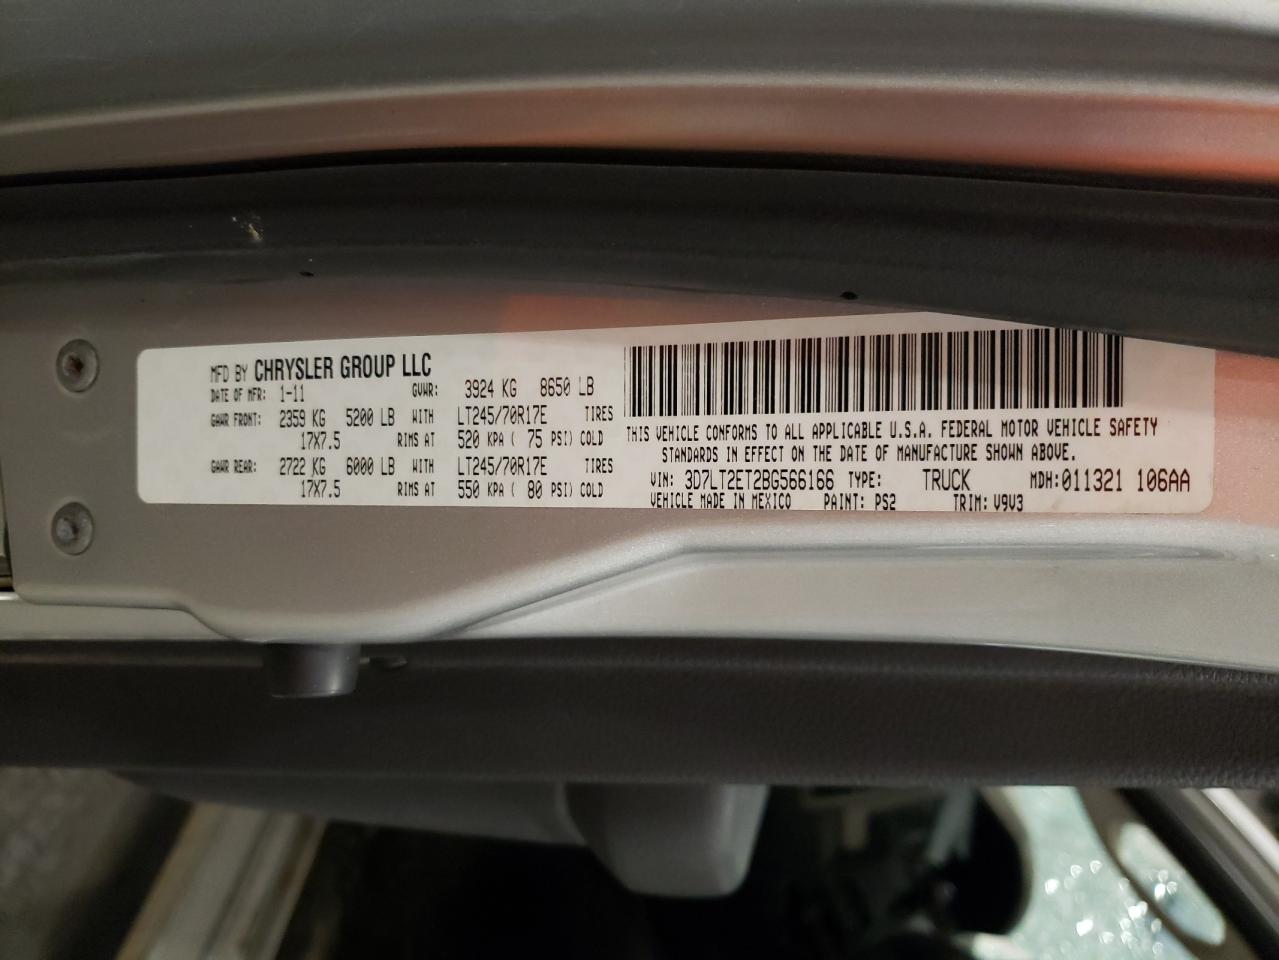 MFD BY CHRYSLER GROUP LLC
DATE OF MFR: 1-11 GVWR: 3924 KG 8650 LB
GAWR FRONT: 2359 KG 5200 LB WITH LT245/70R17E TIRES
17X7.5 RIMS AT 520 KPA ( 75 PSI) COLD
GAWR REAR: 2722 KG 6000 LB WITH LT245/70R17E TIRES
17X7.5 RIMS AT 550 KPA ( 80 PSI) COLD
THIS VEHICLE CONFORMS TO ALL APPLICABLE U.S.A. FEDERAL MOTOR VEHICLE SAFETY
STANDARDS IN EFFECT ON THE DATE OF MANUFACTURE SHOWN ABOVE.
VIN: 3D7LT2ET2BG566166 TYPE: TRUCK MDH:011321 106AA
VEHICLE MADE IN MEXICO PAINT: PS2 TRIM: V9V3